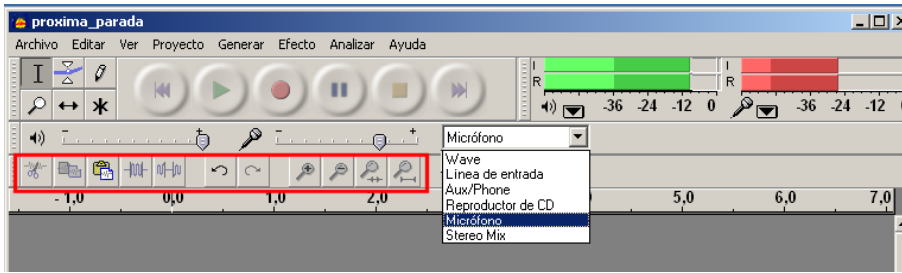 proxima_parada
Archivo Editar Ver Proyecto Generar Efecto Analizar Ayuda
I
R
-36 -24 -12 0
I
R
-36 -24 -12 0
- + - + Micrófono
Wave
Línea de entrada
Aux/Phone
Reproductor de CD
Micrófono
Stereo Mix
- 1,0 0,0 1,0 2,0 5,0 6,0 7,0